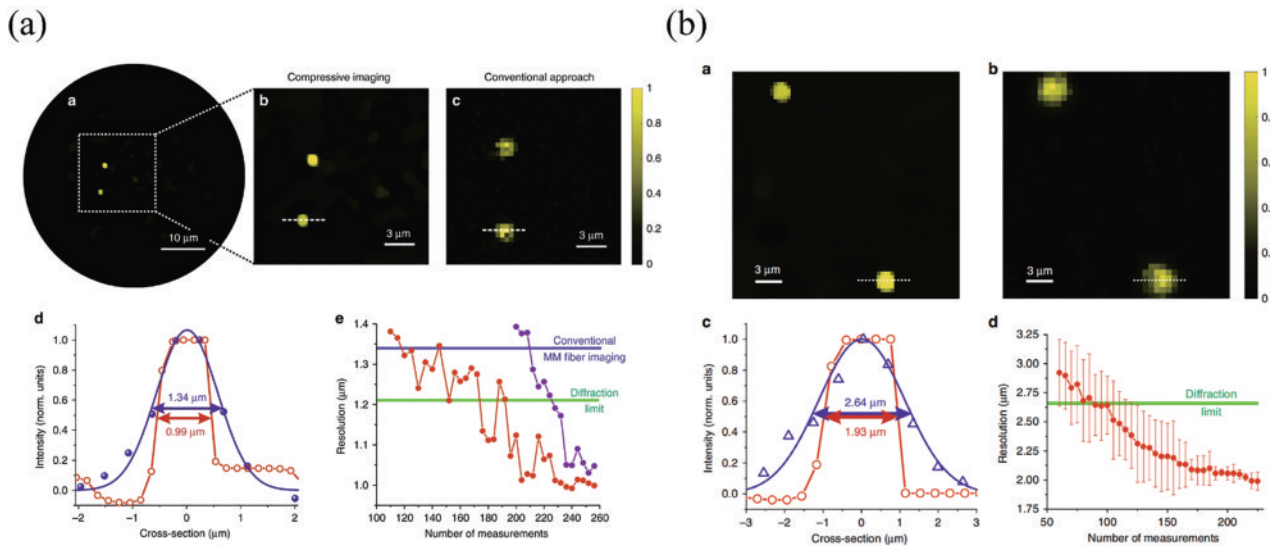 (a)
(b)
Compressive imaging
Conventional approach
a
b
c
1
0.8
0.6
0.4
0.2
0
10 μm
3 μm
3 μm
d
Intensity (norm. units)
1.0
0.8
0.6
0.4
0.2
0.0
1.34 μm
0.99 μm
−2 −1 0 1 2
Cross-section (μm)
e
Resolution (μm)
1.4
1.3
1.2
1.1
1.0
Conventional
MM fiber imaging
Diffraction
limit
100 120 140 160 180 200 220 240 260
Number of measurements
a
b
3 μm
3 μm
1
0
c
Intensity (norm. units)
1.0
0.8
0.6
0.4
0.2
0.0
2.64 μm
1.93 μm
−3 −2 −1 0 1 2 3
Cross-section (μm)
d
Resolution (μm)
3.25
3.00
2.75
2.50
2.25
2.00
1.75
Diffraction
limit
50 100 150 200
Number of measurements